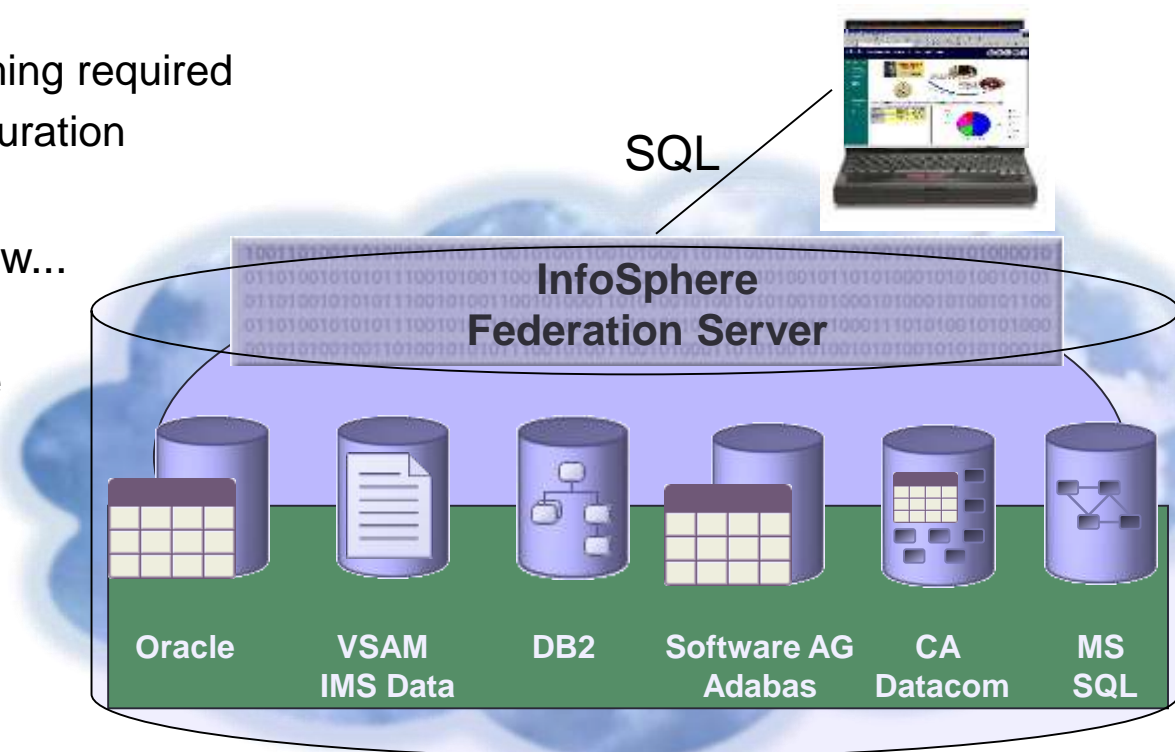 ning required
uration
SQL
w...
InfoSphere
Federation Server
Oracle
VSAM
IMS Data
DB2
Software AG
Adabas
CA
Datacom
MS
SQL